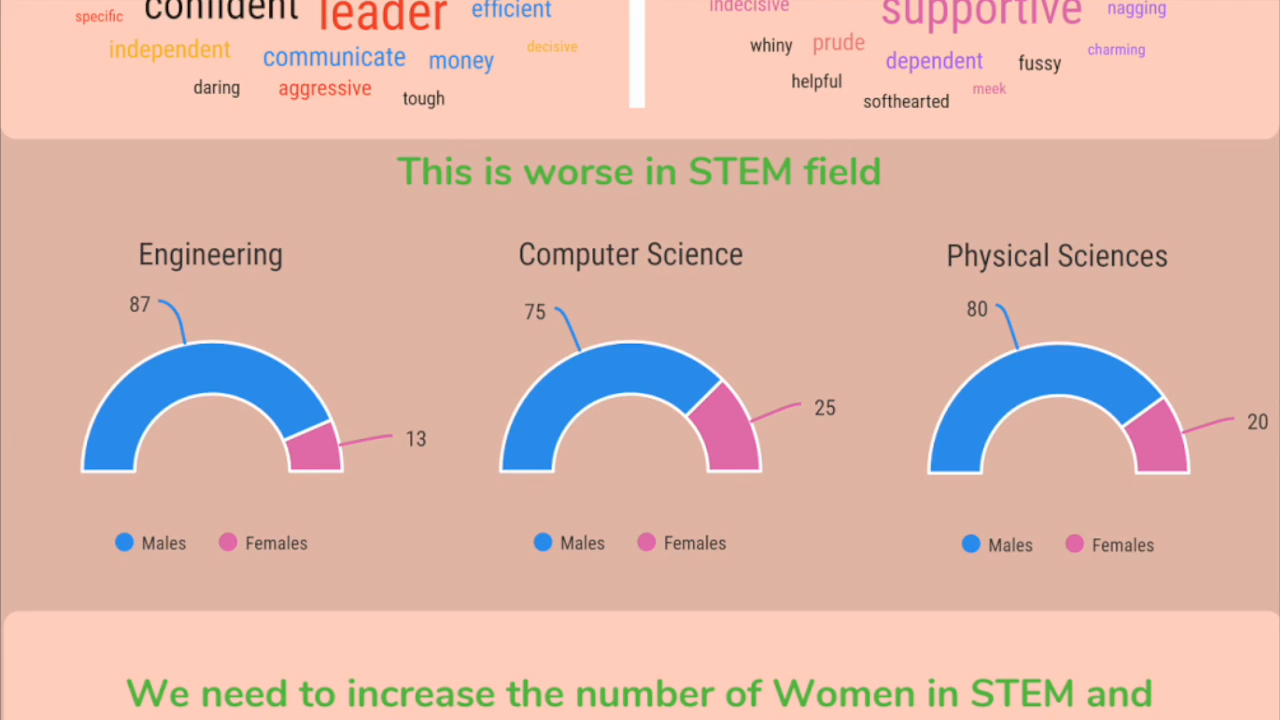 specific confident leader efficient
independent communicate money decisive
daring aggressive tough
indecisive supportive nagging
whiny prude dependent fussy charming
helpful softhearted meek
This is worse in STEM field
Engineering
87
13
Males Females
Computer Science
75
25
Males Females
Physical Sciences
80
20
Males Females
We need to increase the number of Women in STEM and